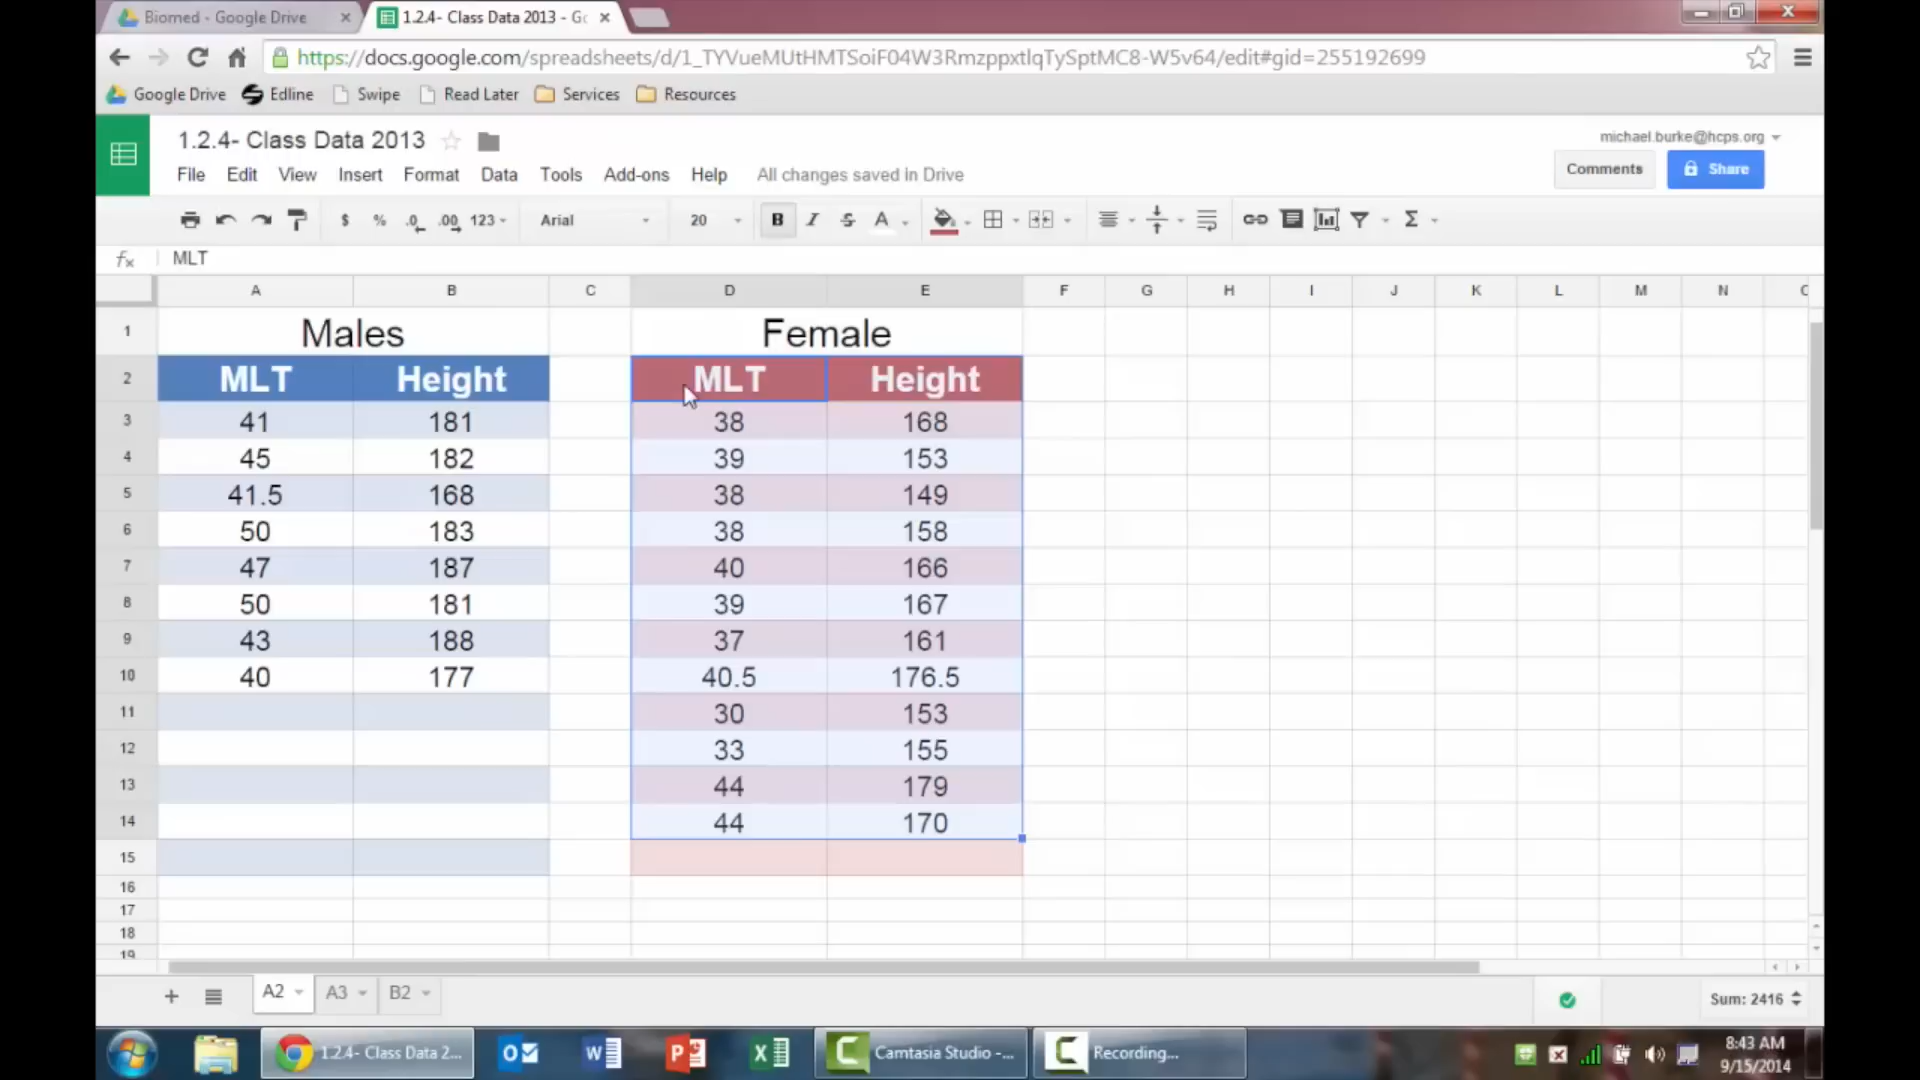 Biomed - Google Drive
1.2.4- Class Data 2013 - Go
https://docs.google.com/spreadsheets/d/1_TYVueMUtHMTSoiF04W3RmzppxtlqTySptMC8-W5v64/edit#gid=255192699
Google Drive Edline Swipe Read Later Services Resources
1.2.4- Class Data 2013
michael.burke@hcps.org
File Edit View Insert Format Data Tools Add-ons Help All changes saved in Drive
Comments Share
$ % .0 .00 123 Arial 20 B I S A Σ
fx MLT
A B C D E F G H I J K L M N
1 Males Female
2 MLT Height MLT Height
3 41 181 38 168
4 45 182 39 153
5 41.5 168 38 149
6 50 183 38 158
7 47 187 40 166
8 50 181 39 167
9 43 188 37 161
10 40 177 40.5 176.5
11 30 153
12 33 155
13 44 179
14 44 170
15
16
17
18
19
+ A2 A3 B2 Sum: 2416
1.2.4- Class Data 2... Camtasia Studio -... Recording...
8:43 AM
9/15/2014